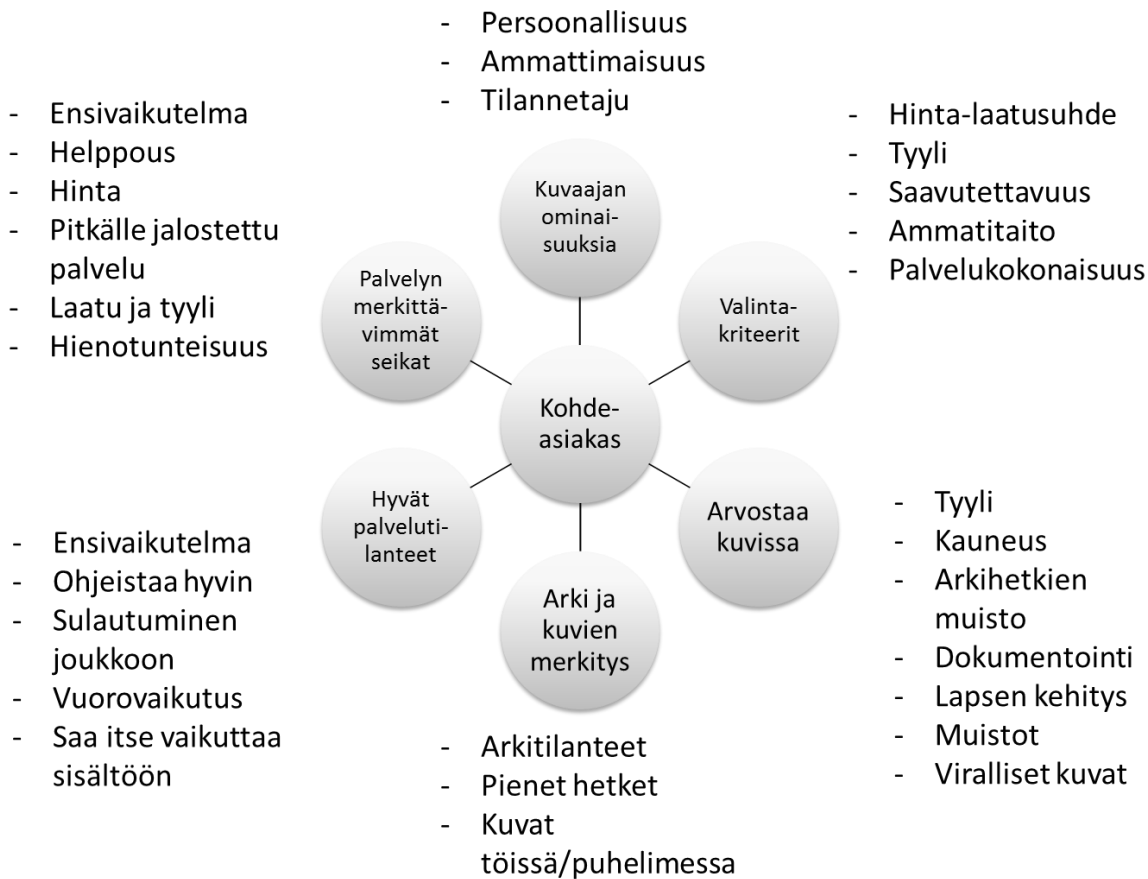 - Persoonallisuus
- Ammattimaisuus
- Tilannetaju
- Ensivaikutelma
- Helppous
- Hinta
- Pitkälle jalostettu
palvelu
- Laatu ja tyyli
- Hienotunteisuus
- Hinta-laatusuhde
- Tyyli
- Saavutettavuus
- Ammatitaito
- Palvelukokonaisuus
Kuvaajan
ominai-
suuksia
Palvelyn
merkittä-
vimmät
seikat
Valinta-
kriteerit
Kohde-
asiakas
Hyvät
palveluti-
lanteet
Arvostaa
kuvissa
Arki ja
kuvien
merkitys
- Ensivaikutelma
- Ohjeistaa hyvin
- Sulautuminen
joukkoon
- Vuorovaikutus
- Saa itse vaikuttaa
sisältöön
- Tyyli
- Kauneus
- Arkihetkien
muisto
- Dokumentointi
- Lapsen kehitys
- Muistot
- Viralliset kuvat
- Arkitilanteet
- Pienet hetket
- Kuvat
töissä/puhelimessa